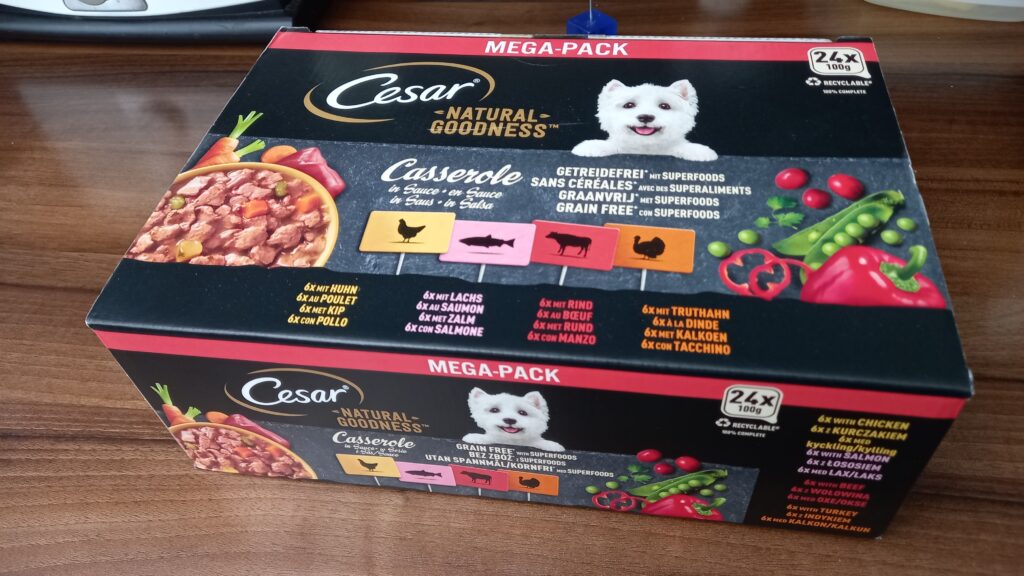 MEGA-PACK
24x
100g
RECLABLE*
100% COMPLETE
Cesar®
NATURAL
GOODNESS™
Casserole
in Sauce • en Sauce
in Saus • in Salsa
GETREIDEFREI* MIT SUPERFOODS
SANS CÉRÉALES* AVEC DES SUPERALIMENTS
GRAANVRIJ* MET SUPERFOODS
GRAIN FREE* CON SUPERFOODS
6x MIT HUHN
6x AU POULET
6x MET KIP
6x CON POLLO
6x MIT LACHS
6x AU SAUMON
6x MET ZALM
6x CON SALMONE
6x MIT RIND
6x AU BŒUF
6x MET RUND
6x CON MANZO
6x MIT TRUTHAHN
6x À LA DINDE
6x MET KALKOEN
6x CON TACCHINO
MEGA-PACK
24x
100g
RECYCLABLE*
100% COMPLETE
Cesar®
NATURAL
GOODNESS™
Casserole
GRAIN FREE* WITH SUPERFOODS
BEZ ZBÓŻ* Z SUPERFOODS
UTAN SPANNMÅL/KORNFRI* MED SUPERFOODS
6x WITH CHICKEN
6x Z KURCZAKIEM
6x MED
kyckling/kylling
6x WITH SALMON
6x Z ŁOSOSIEM
6x MED LAX/LAKS
6x WITH BEEF
6x Z WOŁOWINĄ
6x MED OXE/OKSE
6x WITH TURKEY
6x Z INDYKIEM
6x MED KALKON/KALKUN